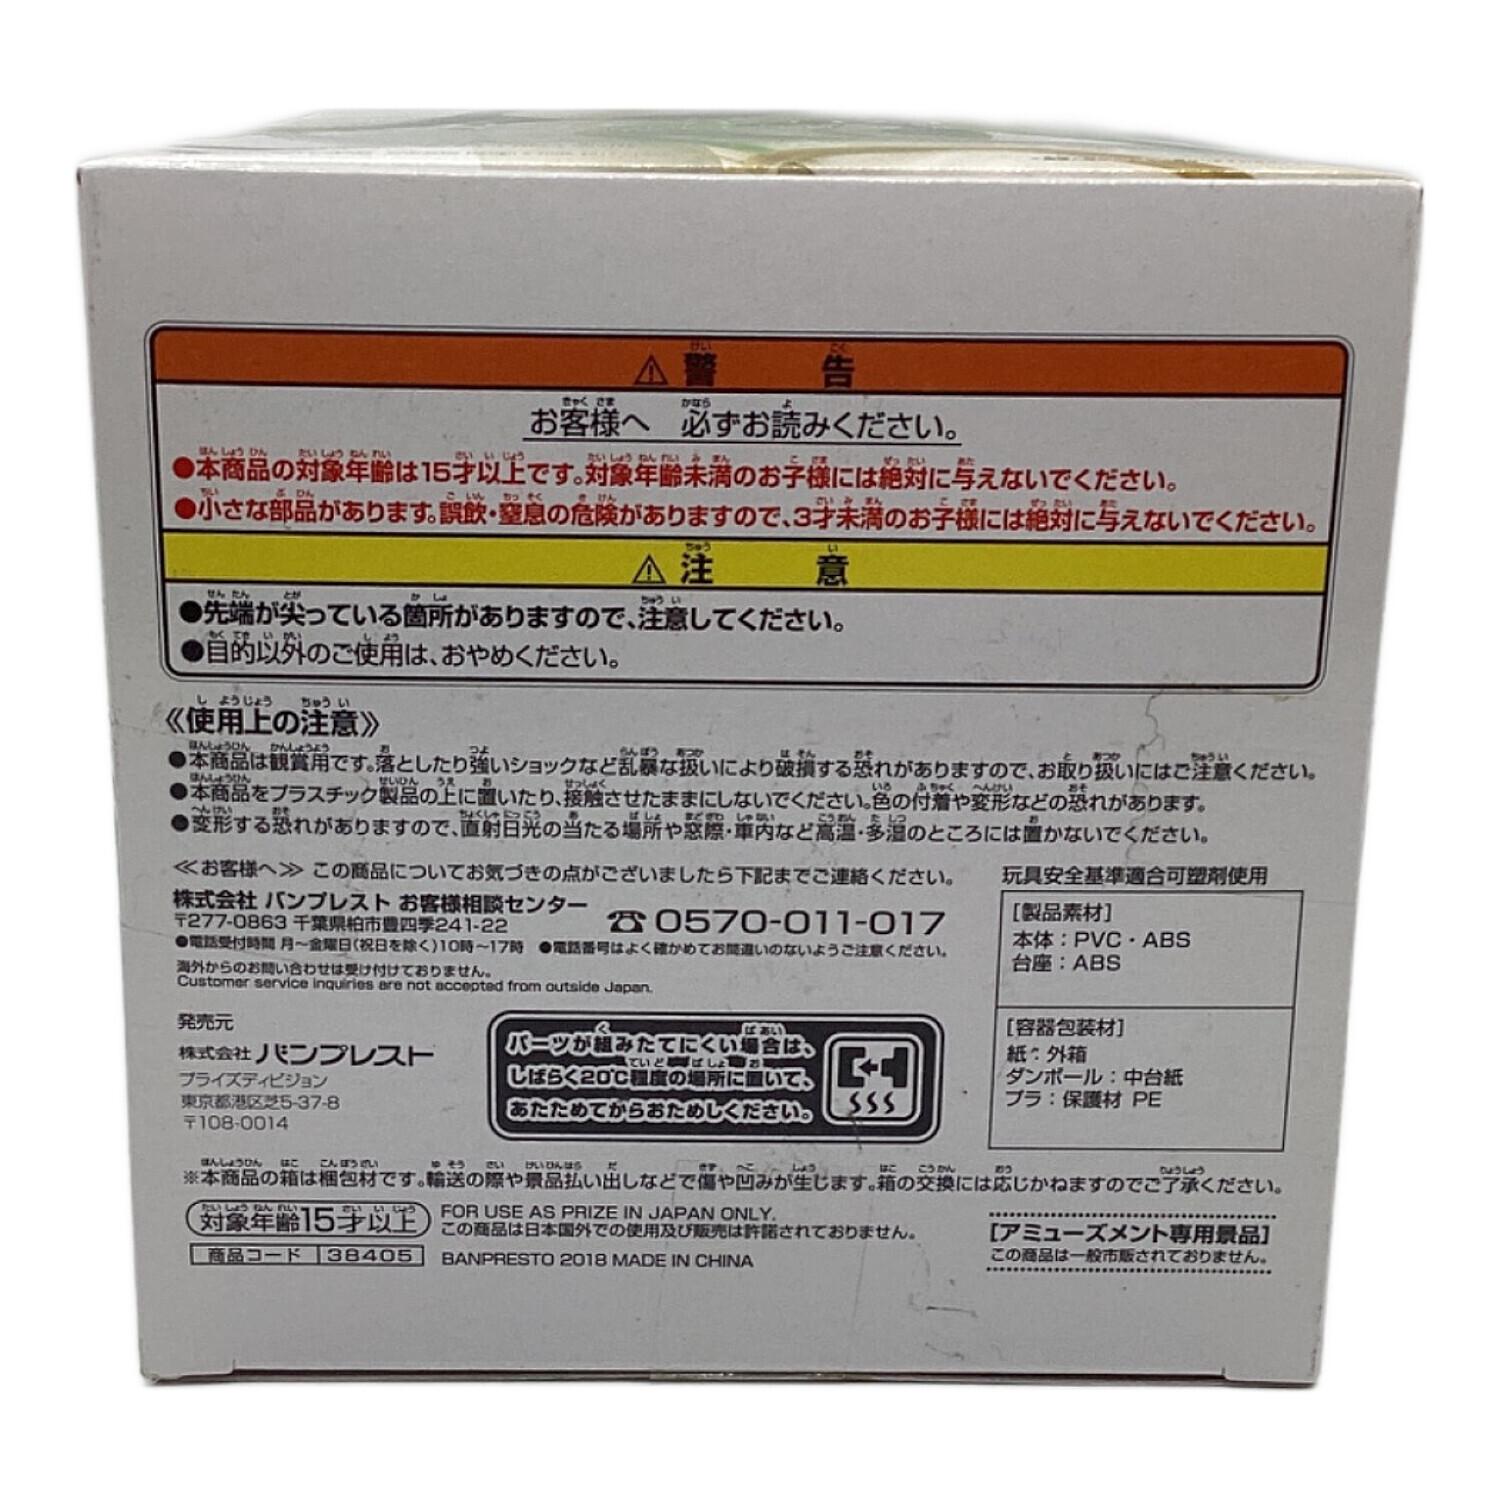 ⚠警告
お客様へ 必ずお読みください。
●本商品の対象年齢は15才以上です。対象年齢未満のお子様には絶対に与えないでください。
●小さな部品があります。誤飲・窒息の危険がありますので、3才未満のお子様には絶対に与えないでください。
⚠注意
●先端が尖っている箇所がありますので、注意してください。
●目的以外のご使用は、おやめください。
《使用上の注意》
●本商品は観賞用です。落としたり強いショックなど乱暴な扱いにより破損する恐れがありますので、お取り扱いにはご注意ください。
●本商品をプラスチック製品の上に置いたり、接触させたままにしないでください。色の付着や変形などの恐れがあります。
●変形する恐れがありますので、直射日光の当たる場所や窓際・車内など高温・多湿のところには置かないでください。
≪お客様へ≫ この商品についてお気づきの点がございましたら下記までご連絡ください。
株式会社 バンプレスト お客様相談センター
〒277-0863 千葉県柏市豊四季241-22
☎0570-011-017
●電話受付時間 月〜金曜日(祝日を除く)10時〜17時 ●電話番号はよく確かめてお間違いのないようご注意ください。
海外からのお問い合わせは受け付けておりません。
Customer service inquiries are not accepted from outside Japan.
玩具安全基準適合可塑剤使用
[製品素材]
本体：PVC・ABS
台座：ABS
[容器包装材]
紙：外箱
ダンボール：中台紙
プラ：保護材 PE
発売元
株式会社 バンプレスト
プライズディビジョン
東京都港区芝5-37-8
〒108-0014
パーツが組みたてにくい場合は、
しばらく20℃程度の場所に置いて、
あたためてからおためしください。
※本商品の箱は梱包材です。輸送の際や景品払い出しなどで傷や凹みが生じます。箱の交換には応じかねますのでご了承ください。
対象年齢15才以上
FOR USE AS PRIZE IN JAPAN ONLY.
この商品は日本国外での使用及び販売は許諾されておりません。
商品コード 38405
BANPRESTO 2018 MADE IN CHINA
[アミューズメント専用景品]
この商品は一般市販されておりません。